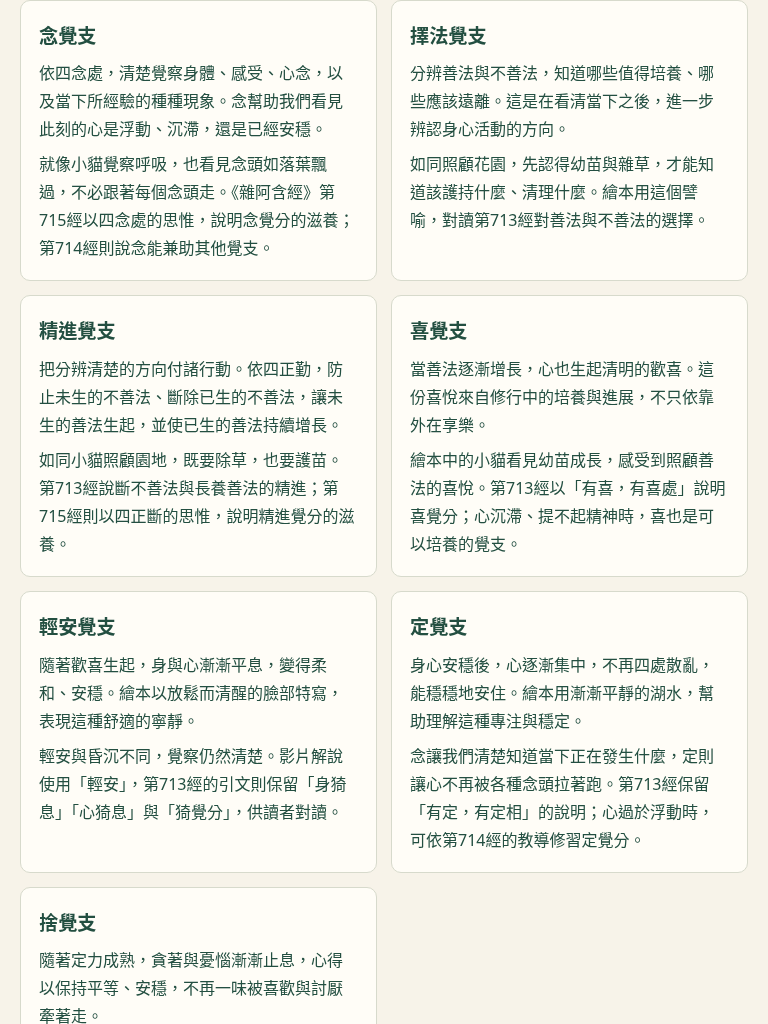 念覺支
依四念處，清楚覺察身體、感受、心念，以
及當下所經驗的種種現象。念幫助我們看見
此刻的心是浮動、沉滯，還是已經安穩。
就像小貓覺察呼吸，也看見念頭如落葉飄
過，不必跟著每個念頭走。《雜阿含經》第
715經以四念處的思惟，說明念覺分的滋養；
第714經則說念能兼助其他覺支。
擇法覺支
分辨善法與不善法，知道哪些值得培養、哪
些應該遠離。這是在看清當下之後，進一步
辨認身心活動的方向。
如同照顧花園，先認得幼苗與雜草，才能知
道該護持什麼、清理什麼。繪本用這個譬
喻，對讀第713經對善法與不善法的選擇。
精進覺支
把分辨清楚的方向付諸行動。依四正勤，防
止未生的不善法、斷除已生的不善法，讓未
生的善法生起，並使已生的善法持續增長。
如同小貓照顧園地，既要除草，也要護苗。
第713經說斷不善法與長養善法的精進；第
715經則以四正斷的思惟，說明精進覺分的滋
養。
喜覺支
當善法逐漸增長，心也生起清明的歡喜。這
份喜悅來自修行中的培養與進展，不只依靠
外在享樂。
繪本中的小貓看見幼苗成長，感受到照顧善
法的喜悅。第713經以「有喜，有喜處」說明
喜覺分；心沉滯、提不起精神時，喜也是可
以培養的覺支。
輕安覺支
隨著歡喜生起，身與心漸漸平息，變得柔
和、安穩。繪本以放鬆而清醒的臉部特寫，
表現這種舒適的寧靜。
輕安與昏沉不同，覺察仍然清楚。影片解說
使用「輕安」，第713經的引文則保留「身猗
息」「心猗息」與「猗覺分」，供讀者對讀。
定覺支
身心安穩後，心逐漸集中，不再四處散亂，
能穩穩地安住。繪本用漸漸平靜的湖水，幫
助理解這種專注與穩定。
念讓我們清楚知道當下正在發生什麼，定則
讓心不再被各種念頭拉著跑。第713經保留
「有定，有定相」的說明；心過於浮動時，
可依第714經的教導修習定覺分。
捨覺支
隨著定力成熟，貪著與憂惱漸漸止息，心得
以保持平等、安穩，不再一味被喜歡與討厭
牽著走。